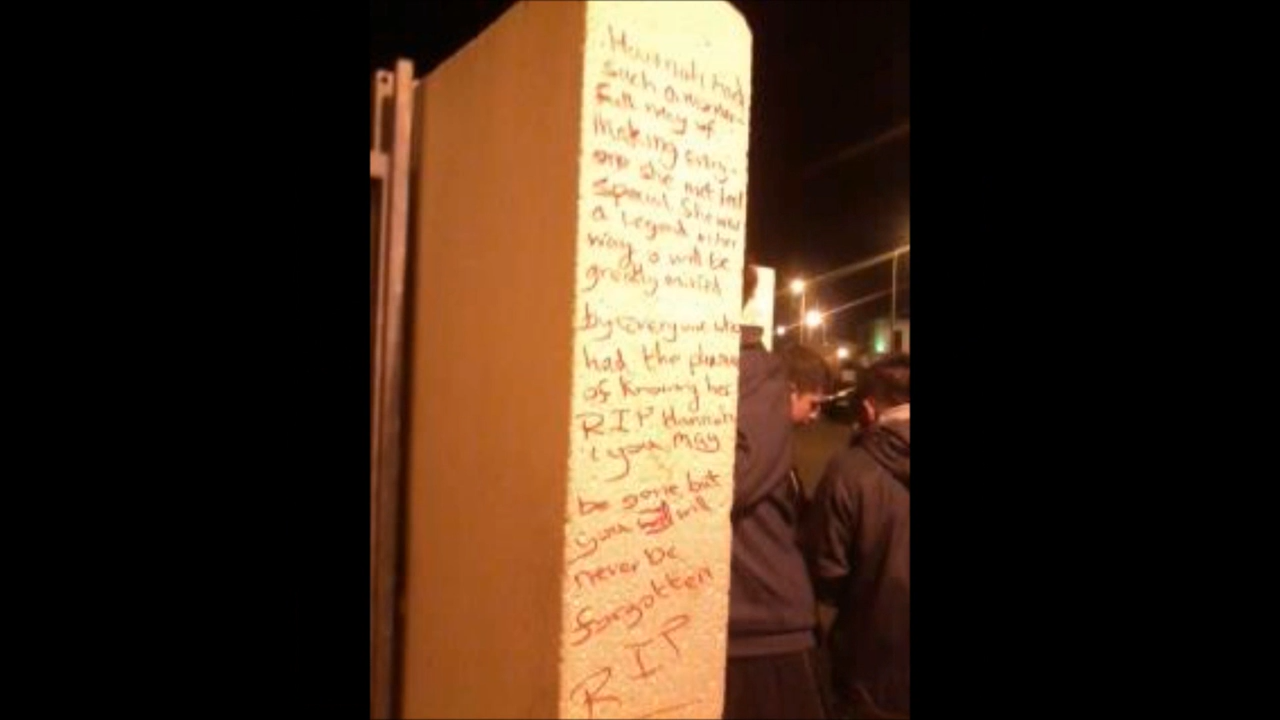 Hannah had
such a wonder-
full way of
Making every-
one she met feel
special. She was
a legend in her
way & will be
greatly missed
by everyone who
had the pleasure
of knowing her
RIP Hannah
you may
be gone but
you will
never be
forgotten
RIP